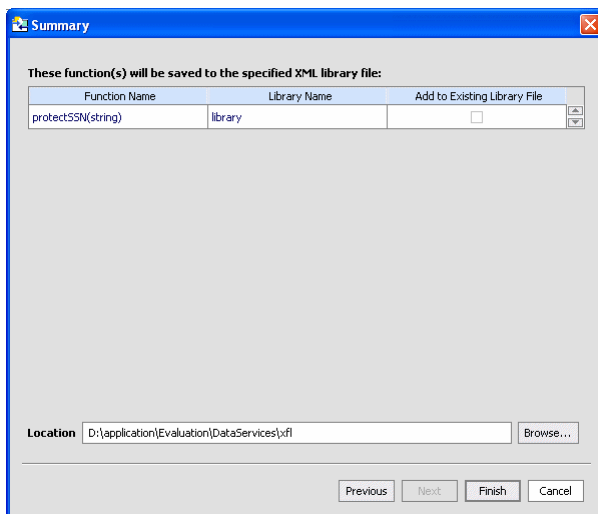 Summary
These function(s) will be saved to the specified XML library file:
Function Name Library Name Add to Existing Library File
protectSSN(string) library
Location D:\application\Evaluation\DataServices\xfl Browse...
Previous Next Finish Cancel